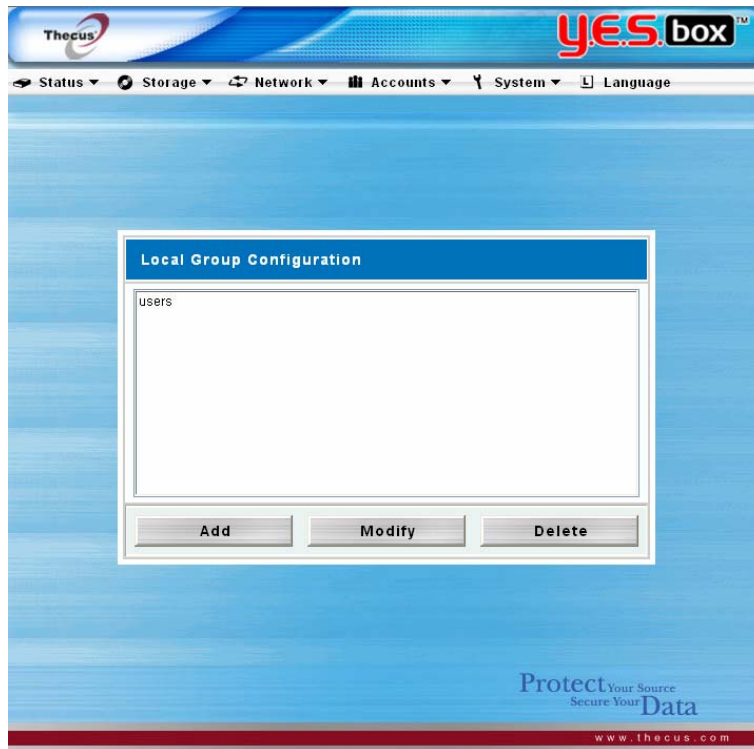 Thecus
y.e.s.box™
Status Storage Network Accounts System L Language
Local Group Configuration
users
Add Modify Delete
Protect Your Source
Secure Your Data
www.thecus.com